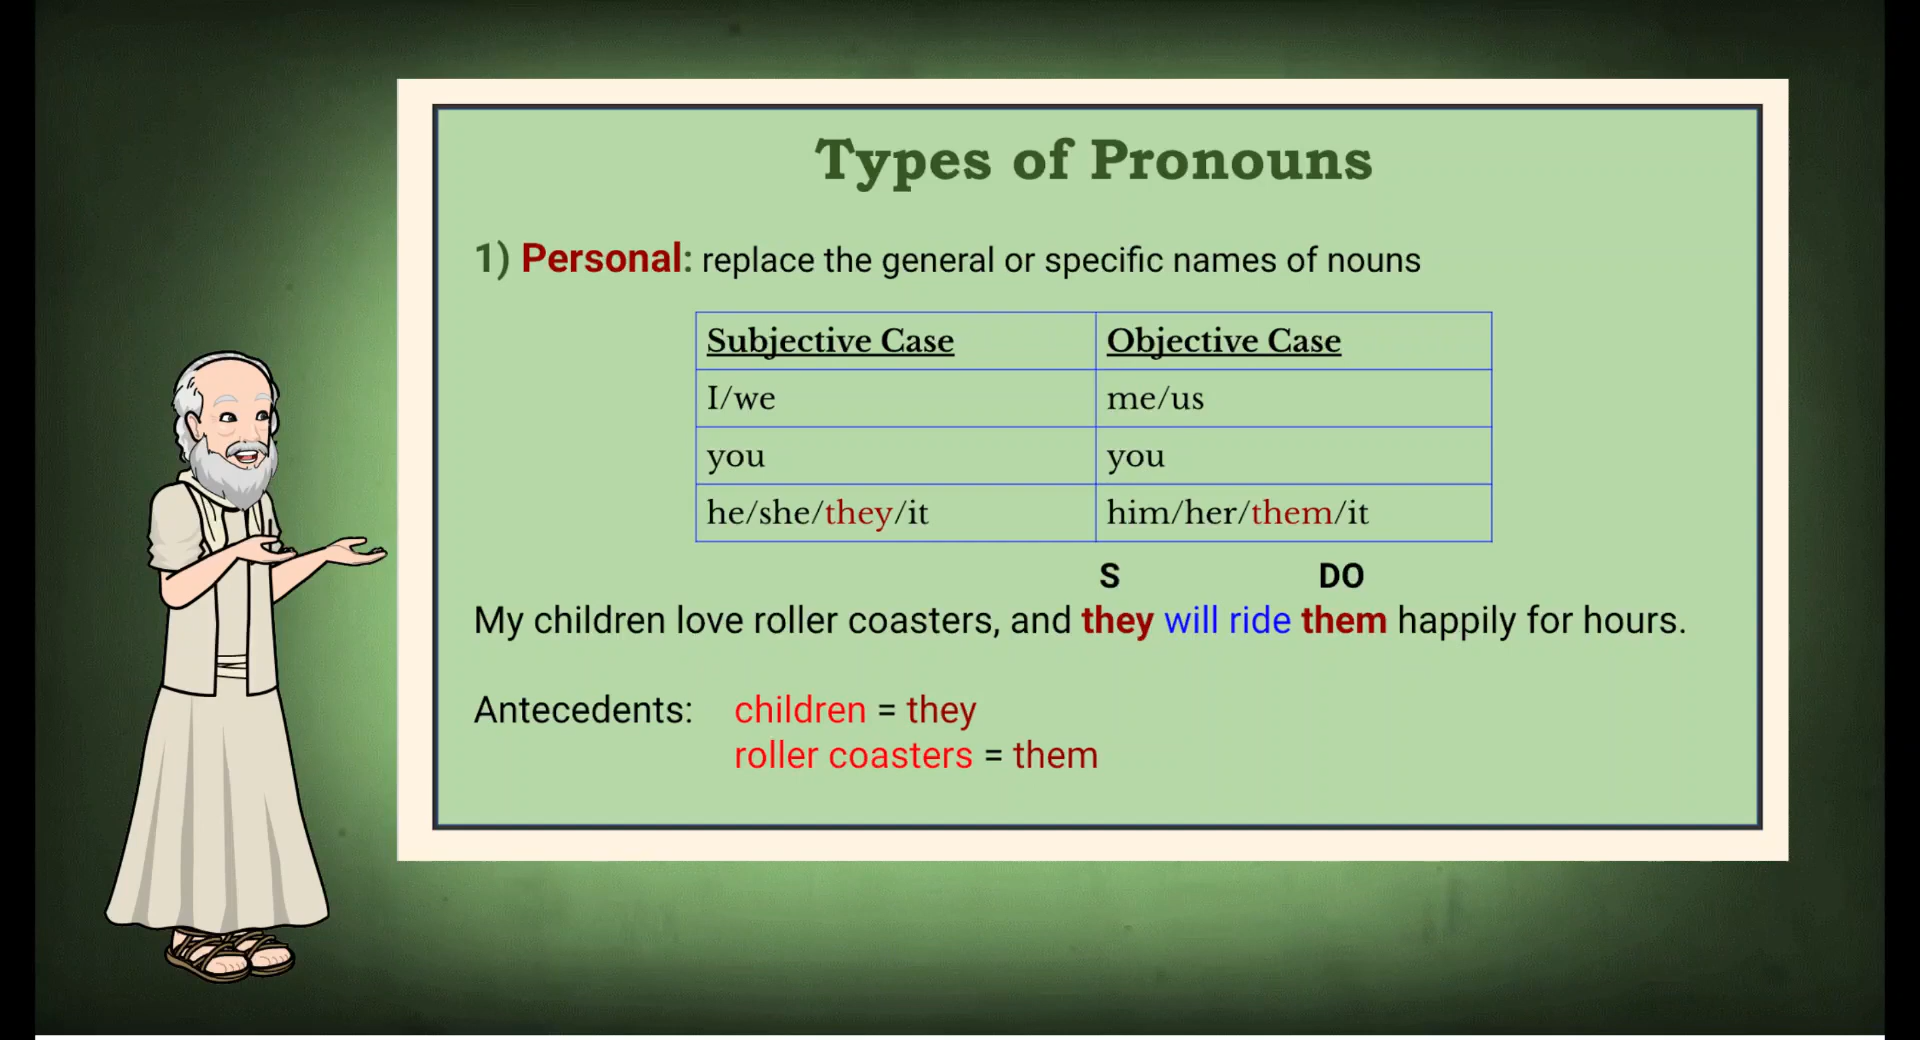 Types of Pronouns
1) Personal: replace the general or specific names of nouns
Subjective Case Objective Case
I/we me/us
you you
he/she/they/it him/her/them/it
S DO
My children love roller coasters, and they will ride them happily for hours.
Antecedents: children = they
roller coasters = them